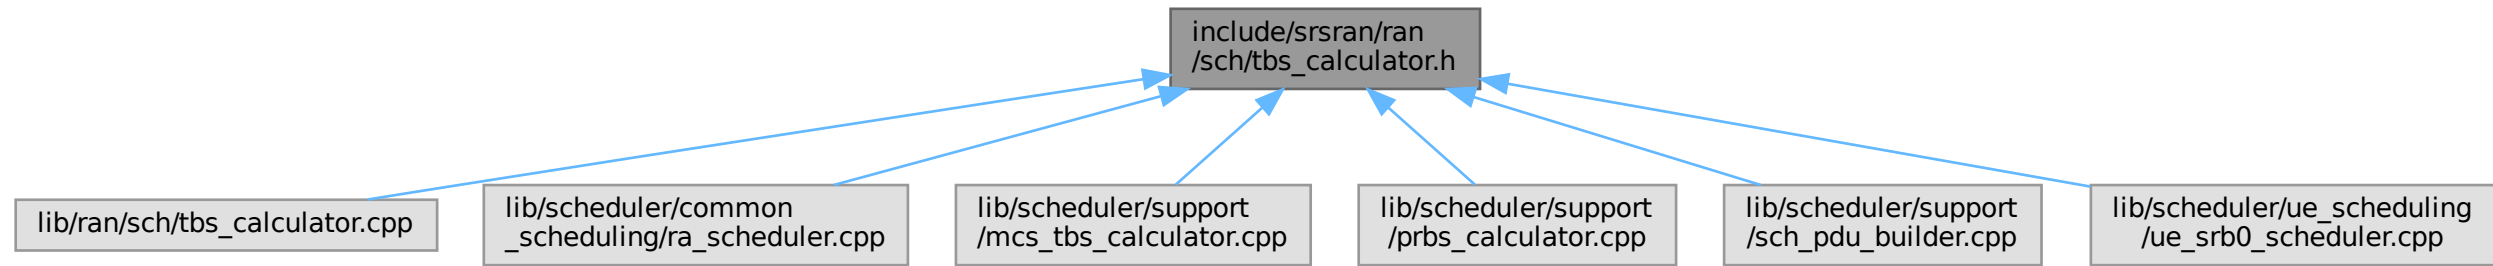 include/srsran/ran
/sch/tbs_calculator.h
lib/ran/sch/tbs_calculator.cpp
lib/scheduler/common
_scheduling/ra_scheduler.cpp
lib/scheduler/support
/mcs_tbs_calculator.cpp
lib/scheduler/support
/prbs_calculator.cpp
lib/scheduler/support
/sch_pdu_builder.cpp
lib/scheduler/ue_scheduling
/ue_srb0_scheduler.cpp